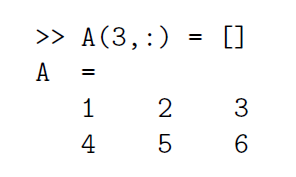 >> A(3,:) = []
A =
1 2 3
4 5 6